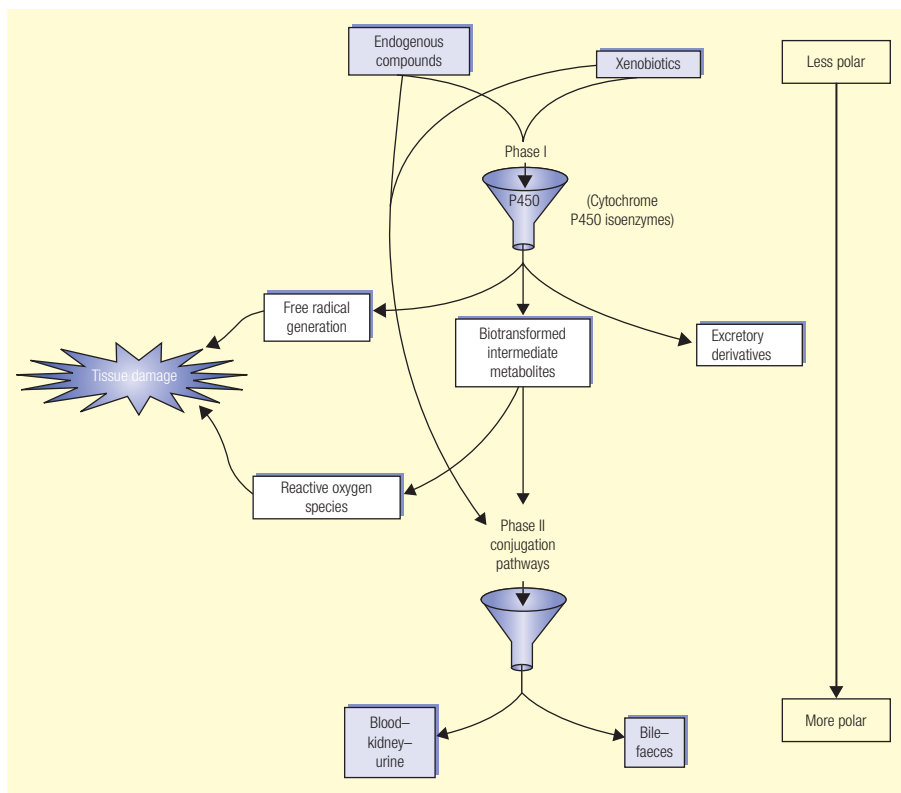 Endogenous
compounds
Xenobiotics
Less polar
Phase I
P450
(Cytochrome
P450 isoenzymes)
Free radical
generation
Biotransformed
intermediate
metabolites
Excretory
derivatives
Tissue damage
Reactive oxygen
species
Phase II
conjugation
pathways
Blood–
kidney–
urine
Bile–
faeces
More polar